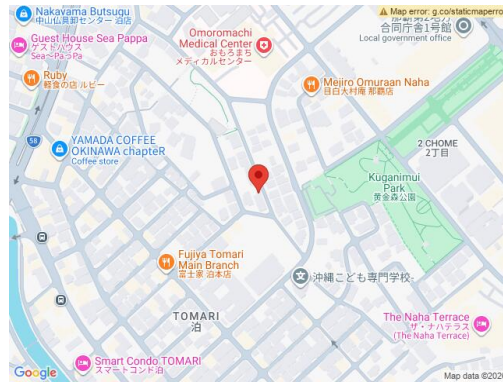 Nakayama Butsugu
中山仏具卸センター 泊店
Guest House Sea Pappa
ゲストハウス
Sea〜ぱっぱ
Ruby
軽食の店 ルビー
58
YAMADA COFFEE
OKINAWA chapteR
Coffee store
Omoromachi
Medical Center
おもろまち
メディカルセンター
Map error: g.co/staticmaperro
合同庁舎1号館
Local government office
Mejiro Omuraan Naha
目白大村庵 那覇店
2 CHOME
2丁目
Kuganimui
Park
黄金森公園
Fujiya Tomari
Main Branch
富士家 泊本店
沖縄こども専門学校
TOMARI
泊
The Naha Terrace
ザ・ナハテラス
(The Naha Terrace)
Smart Condo TOMARI
スマートコンド泊
Google
Map data ©202